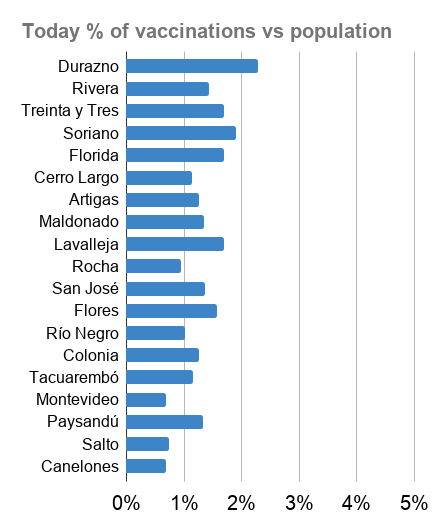 Today % of vaccinations vs population
Durazno
Rivera
Treinta y Tres
Soriano
Florida
Cerro Largo
Artigas
Maldonado
Lavalleja
Rocha
San José
Flores
Río Negro
Colonia
Tacuarembó
Montevideo
Paysandú
Salto
Canelones
0% 1% 2% 3% 4% 5%